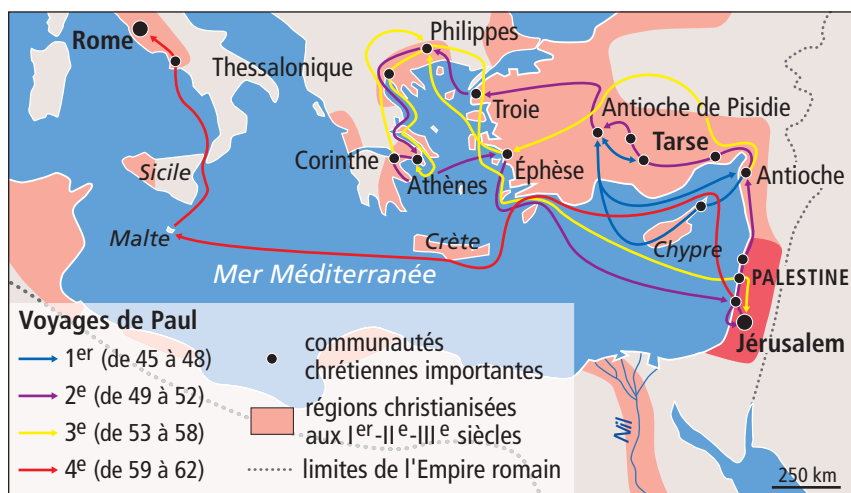 Rome
Philippes
Thessalonique
Troie
Antioche de Pisidie
Tarse
Sicile
Corinthe
Athènes
Éphèse
Antioche
Malte
Crète
Chypre
Mer Méditerranée
PALESTINE
Jérusalem
Nil
Voyages de Paul
1er (de 45 à 48)
2e (de 49 à 52)
3e (de 53 à 58)
4e (de 59 à 62)
communautés
chrétiennes importantes
régions christianisées
aux Ier-IIe-IIIe siècles
limites de l'Empire romain
250 km